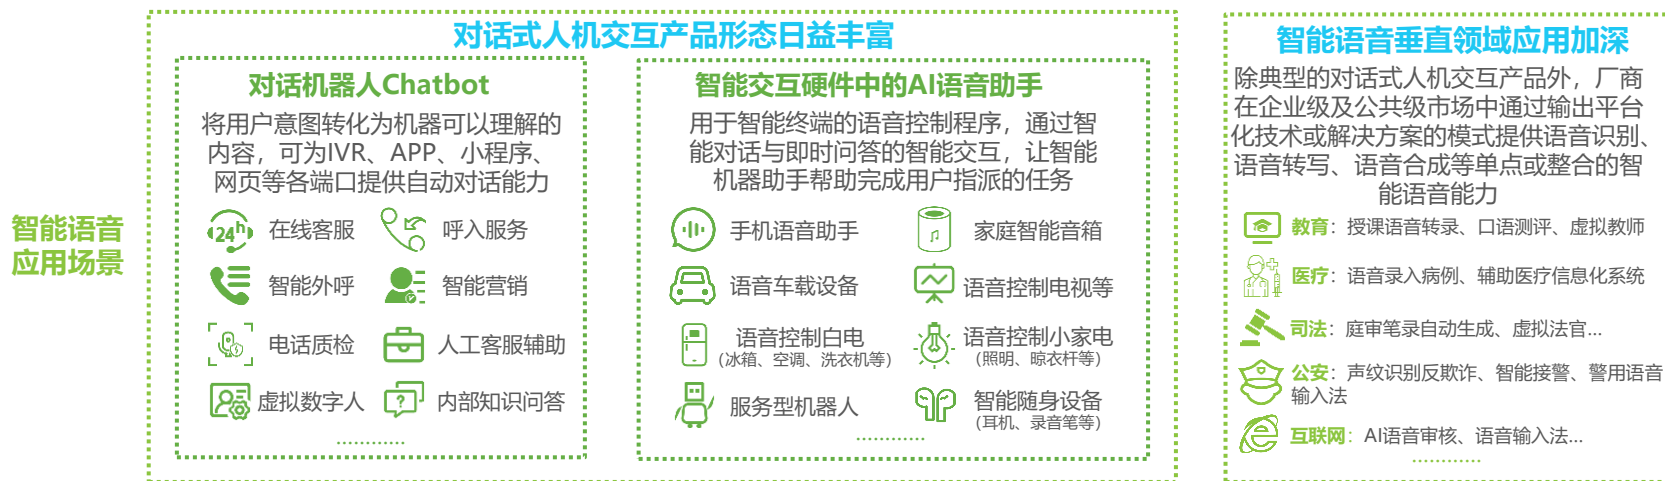 智能语音
应用场景
对话式人机交互产品形态日益丰富
对话机器人Chatbot
将用户意图转化为机器可以理解的
内容，可为IVR、APP、小程序、
网页等各端口提供自动对话能力
24h
在线客服
呼入服务
智能外呼
智能营销
电话质检
人工客服辅助
虚拟数字人
内部知识问答
…………
智能交互硬件中的AI语音助手
用于智能终端的语音控制程序，通过智
能对话与即时问答的智能交互，让智能
机器助手帮助完成用户指派的任务
手机语音助手
家庭智能音箱
语音车载设备
语音控制电视等
语音控制白电
（冰箱、空调、洗衣机等）
语音控制小家电
（照明、晾衣杆等）
服务型机器人
智能随身设备
（耳机、录音笔等）
…………
智能语音垂直领域应用加深
除典型的对话式人机交互产品外，厂商
在企业级及公共级市场中通过输出平台
化技术或解决方案的模式提供语音识别、
语音转写、语音合成等单点或整合的智
能语音能力
教育：授课语音转录、口语测评、虚拟教师
医疗：语音录入病例、辅助医疗信息化系统
司法：庭审笔录自动生成、虚拟法官…
公安：声纹识别反欺诈、智能接警、警用语音
输入法
互联网：AI语音审核、语音输入法…
…………